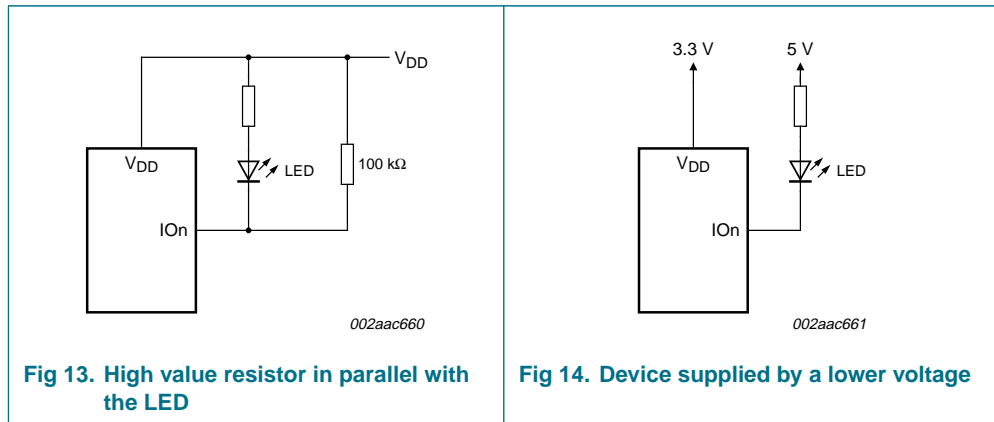 VDD
VDD
LED
100 kΩ
IOn
002aac660
Fig 13. High value resistor in parallel with
the LED
3.3 V
5 V
VDD
LED
IOn
002aac661
Fig 14. Device supplied by a lower voltage